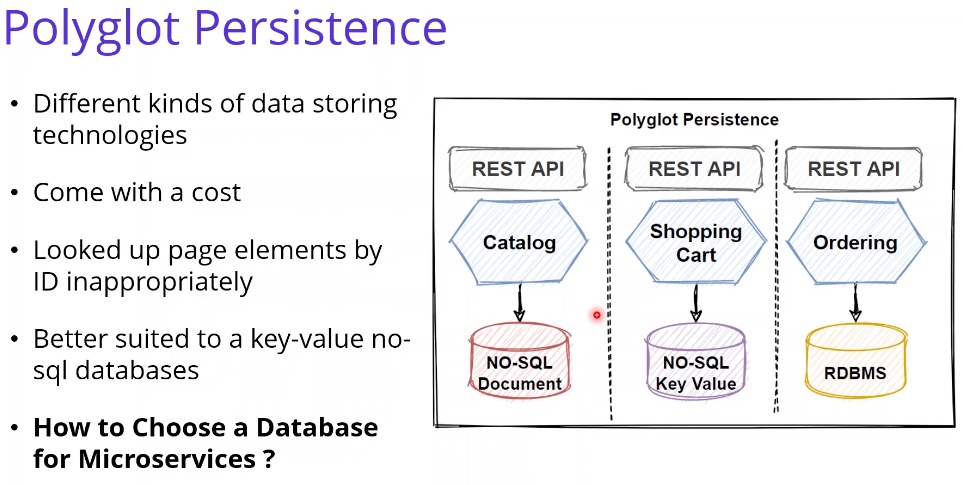 Polyglot Persistence
• Different kinds of data storing
technologies
• Come with a cost
• Looked up page elements by
ID inappropriately
• Better suited to a key-value no-
sql databases
• How to Choose a Database
for Microservices ?
Polyglot Persistence
REST API
REST API
REST API
Catalog
Shopping
Cart
Ordering
NO-SQL
Document
NO-SQL
Key Value
RDBMS